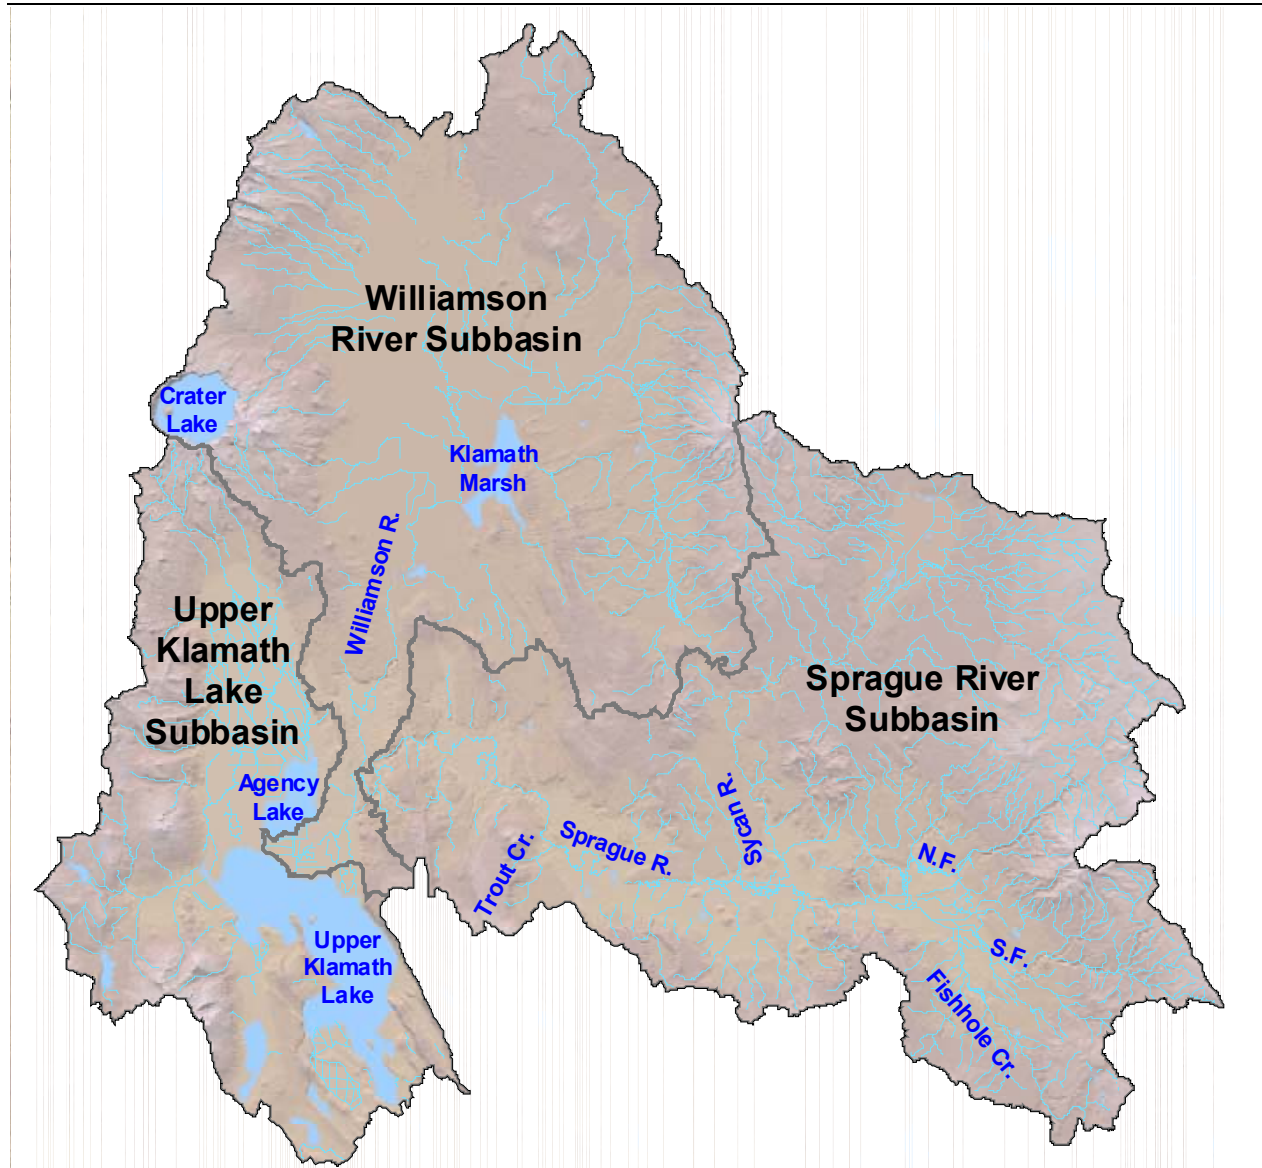 Williamson
River Subbasin
Crater
Lake
Klamath
Marsh
Williamson R.
Upper
Klamath
Lake
Subbasin
Sprague River
Subbasin
Agency
Lake
Sycan R.
Sprague R.
Trout Cr.
N.F.
S.F.
Upper
Klamath
Lake
Fishhole Cr.